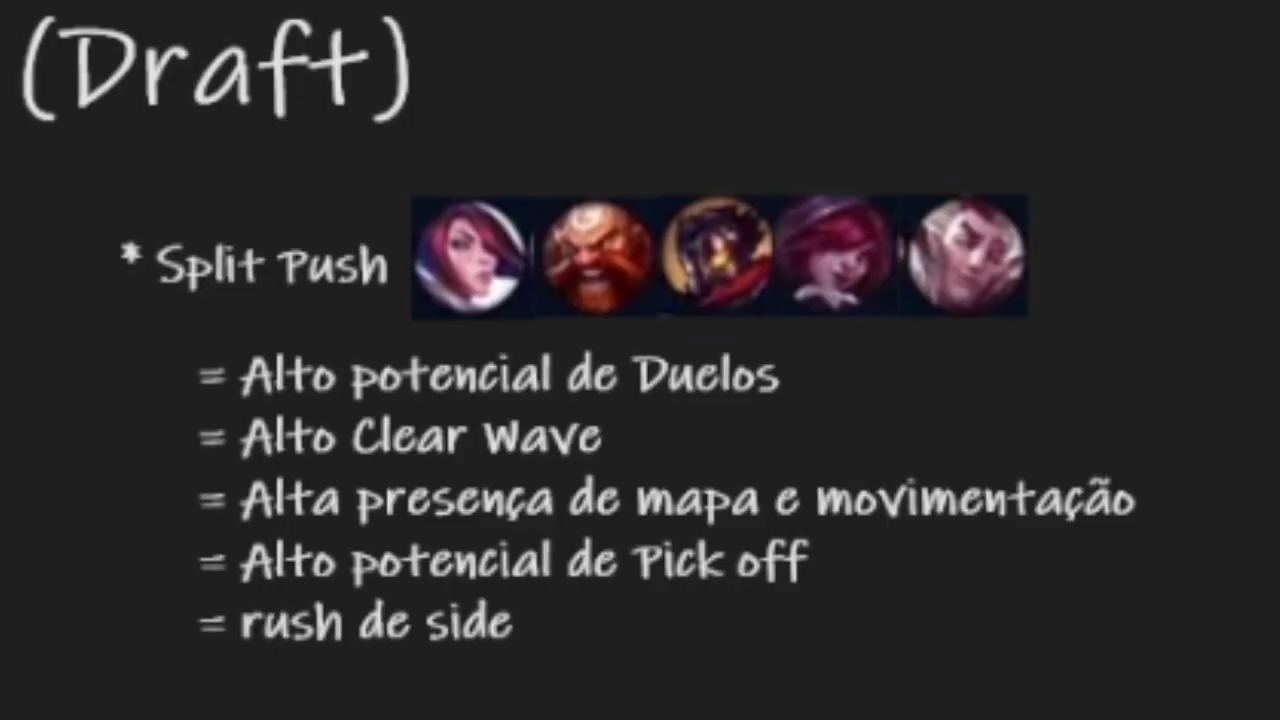 (Draft)
* Split Push
= Alto potencial de Duelos
= Alto Clear Wave
= Alta presença de mapa e movimentação
= Alto potencial de Pick off
= rush de side